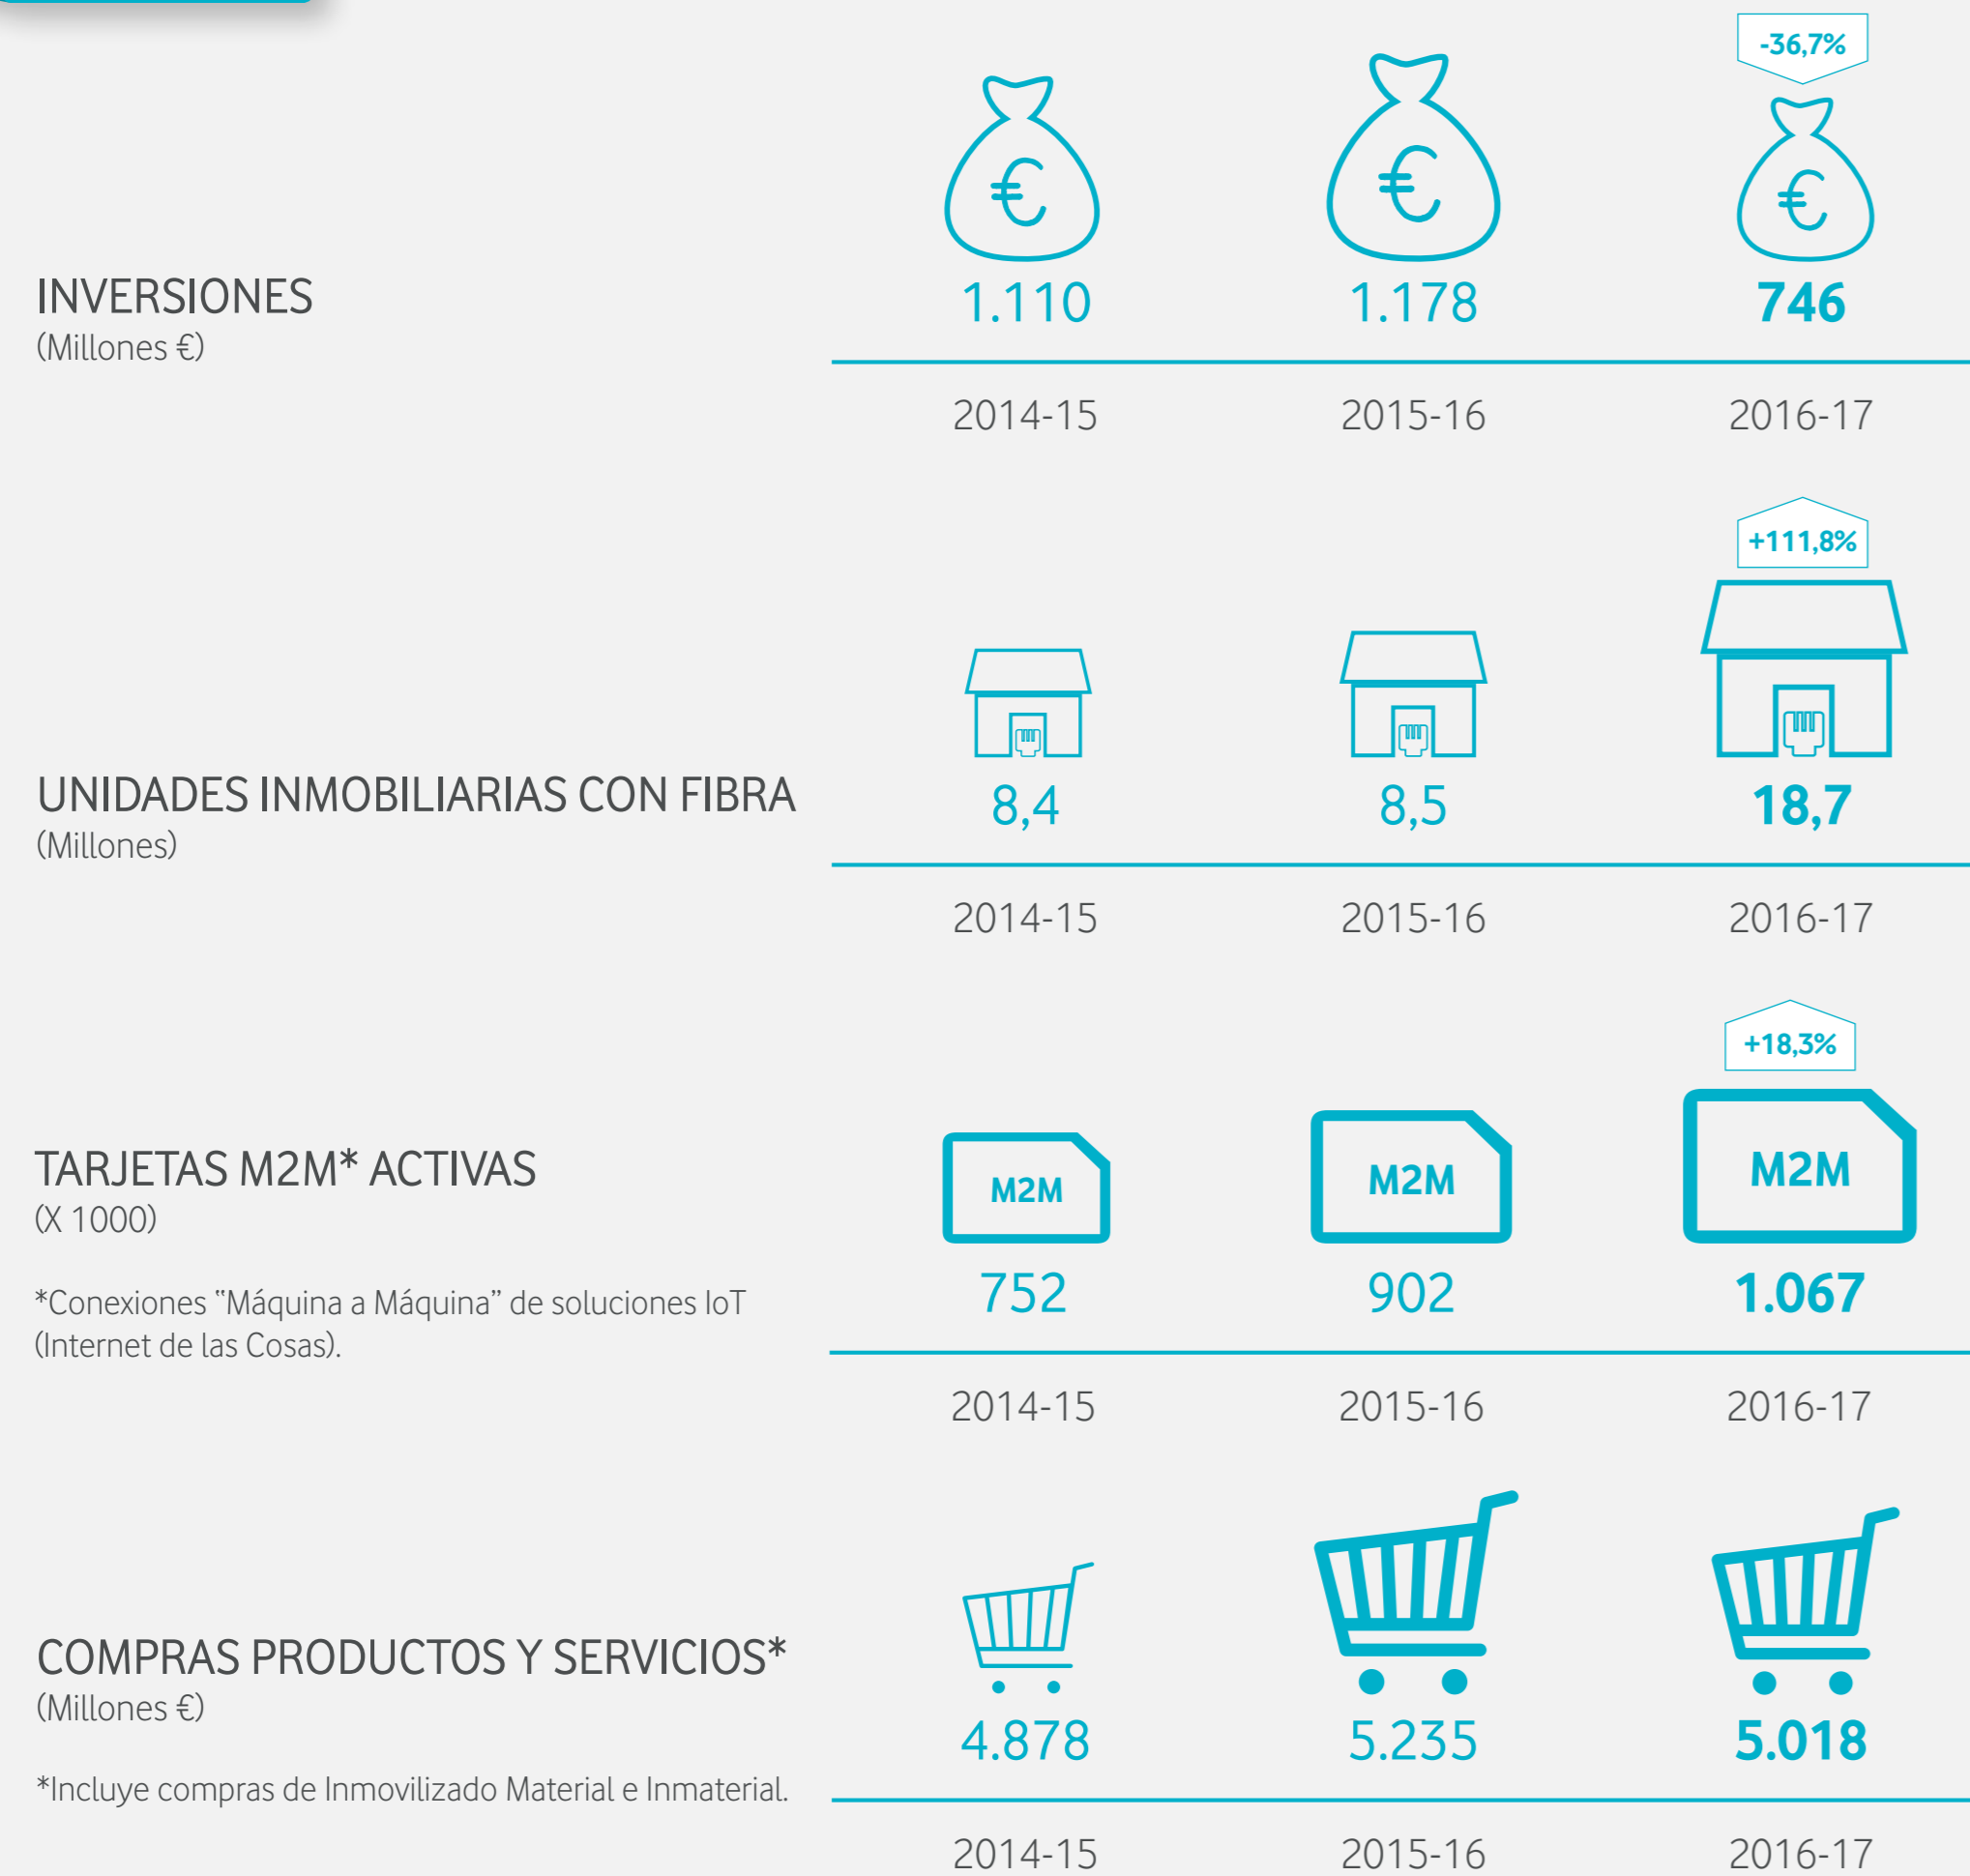 -36,7%
€ € €
INVERSIONES
(Millones €)
1.110 1.178 746
2014-15 2015-16 2016-17
+111,8%
UNIDADES INMOBILIARIAS CON FIBRA
(Millones)
8,4 8,5 18,7
2014-15 2015-16 2016-17
+18,3%
TARJETAS M2M* ACTIVAS
(X 1000)
M2M M2M M2M
*Conexiones “Máquina a Máquina” de soluciones IoT
(Internet de las Cosas).
752 902 1.067
2014-15 2015-16 2016-17
COMPRAS PRODUCTOS Y SERVICIOS*
(Millones €)
4.878 5.235 5.018
*Incluye compras de Inmovilizado Material e Inmaterial.
2014-15 2015-16 2016-17